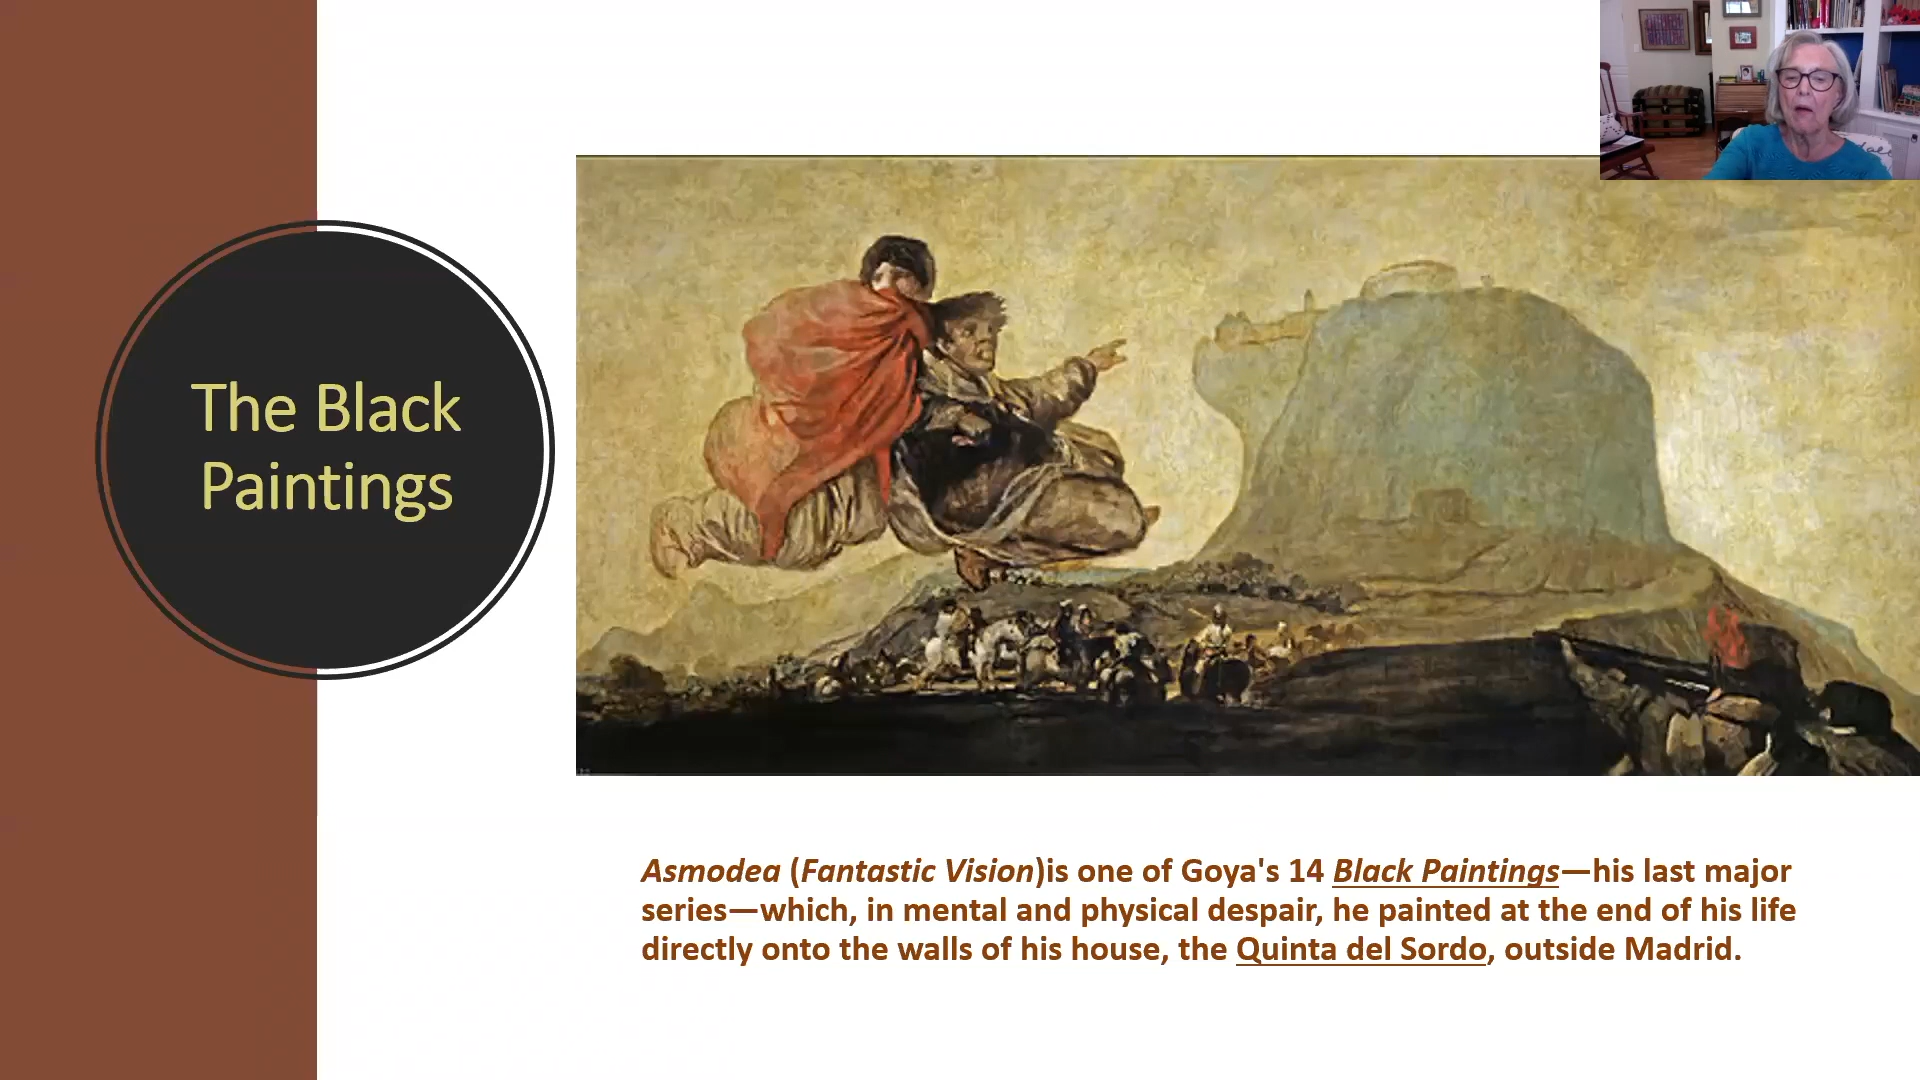 The Black
Paintings
Asmodea (Fantastic Vision)is one of Goya's 14 Black Paintings—his last major
series—which, in mental and physical despair, he painted at the end of his life
directly onto the walls of his house, the Quinta del Sordo, outside Madrid.